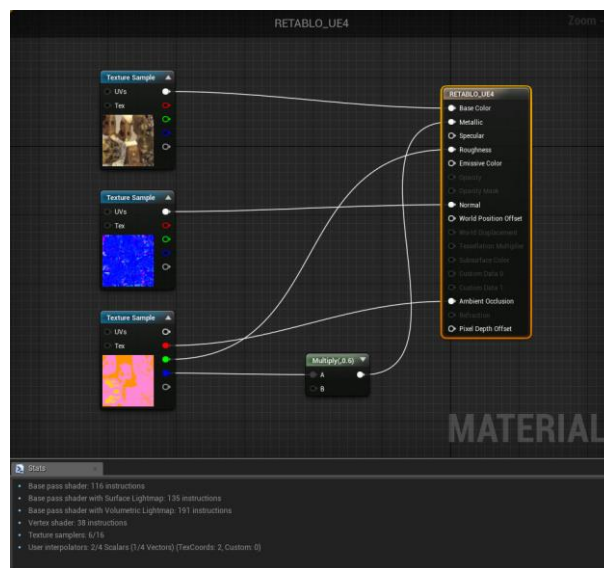 RETABLO_UE4
Zoom
Texture Sample
UVs
Tex
Texture Sample
UVs
Tex
Texture Sample
UVs
Tex
Multiply(,0.6)
A
B
RETABLO_UE4
Base Color
Metallic
Specular
Roughness
Emissive Color
Opacity
Opacity Mask
Normal
World Position Offset
World Displacement
Tessellation Multiplier
Subsurface Color
Custom Data 0
Custom Data 1
Ambient Occlusion
Refraction
Pixel Depth Offset
MATERIAL
Stats
Base pass shader: 116 instructions
Base pass shader with Surface Lightmap: 135 instructions
Base pass shader with Volumetric Lightmap: 191 instructions
Vertex shader: 38 instructions
Texture samplers: 6/16
User interpolators: 2/4 Scalars (1/4 Vectors) (TexCoords: 2, Custom: 0)